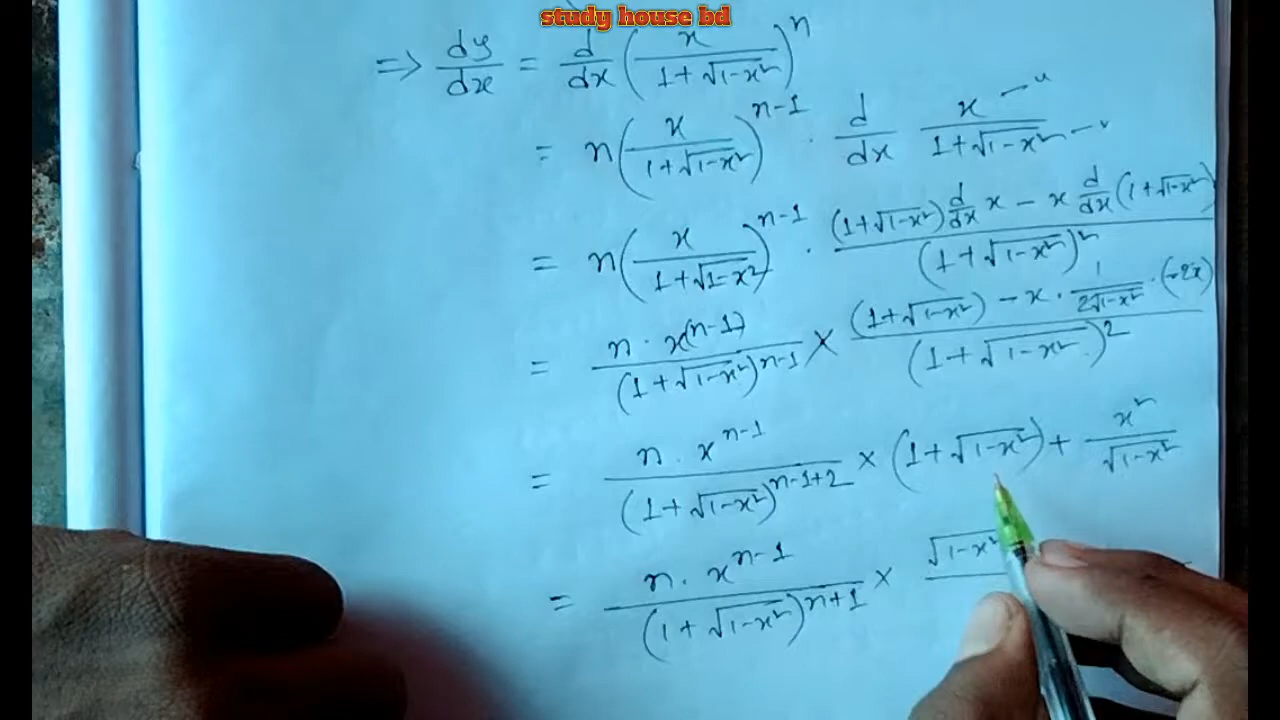 study house bd
=> dy/dx = d/dx (x/(1+√(1-x²)))^n
= n(x/(1+√(1-x²)))^(n-1) · d/dx x/(1+√(1-x²))
= n(x/(1+√(1-x²)))^(n-1) · ((1+√(1-x²)) d/dx x - x d/dx (1+√(1-x²)))/(1+√(1-x²))²
= (n · x^(n-1))/(1+√(1-x²))^(n-1) × ((1+√(1-x²)) - x · 1/(2√(1-x²)) · (-2x))/(1+√(1-x²))²
= (n · x^(n-1))/(1+√(1-x²))^(n-1+2) × (1+√(1-x²)) + x²/√(1-x²)
= (n · x^(n-1))/(1+√(1-x²))^(n+1) × √(1-x²)